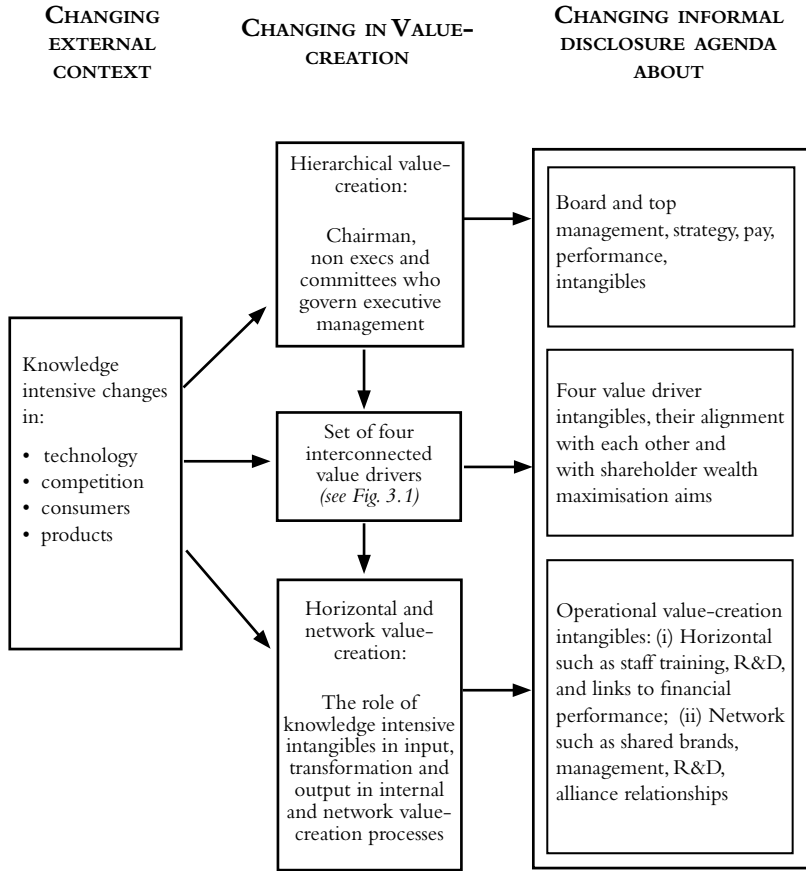 CHANGING
EXTERNAL
CONTEXT
CHANGING IN VALUE-
CREATION
CHANGING INFORMAL
DISCLOSURE AGENDA
ABOUT
Knowledge
intensive changes
in:
• technology
• competition
• consumers
• products
Hierarchical value-
creation:
Chairman,
non execs and
committees who
govern executive
management
Set of four
interconnected
value drivers
(see Fig. 3.1)
Horizontal and
network value-
creation:
The role of
knowledge intensive
intangibles in input,
transformation and
output in internal
and network value-
creation processes
Board and top
management, strategy, pay,
performance,
intangibles
Four value driver
intangibles, their alignment
with each other and
with shareholder wealth
maximisation aims
Operational value-creation
intangibles: (i) Horizontal
such as staff training, R&D,
and links to financial
performance; (ii) Network
such as shared brands,
management, R&D,
alliance relationships